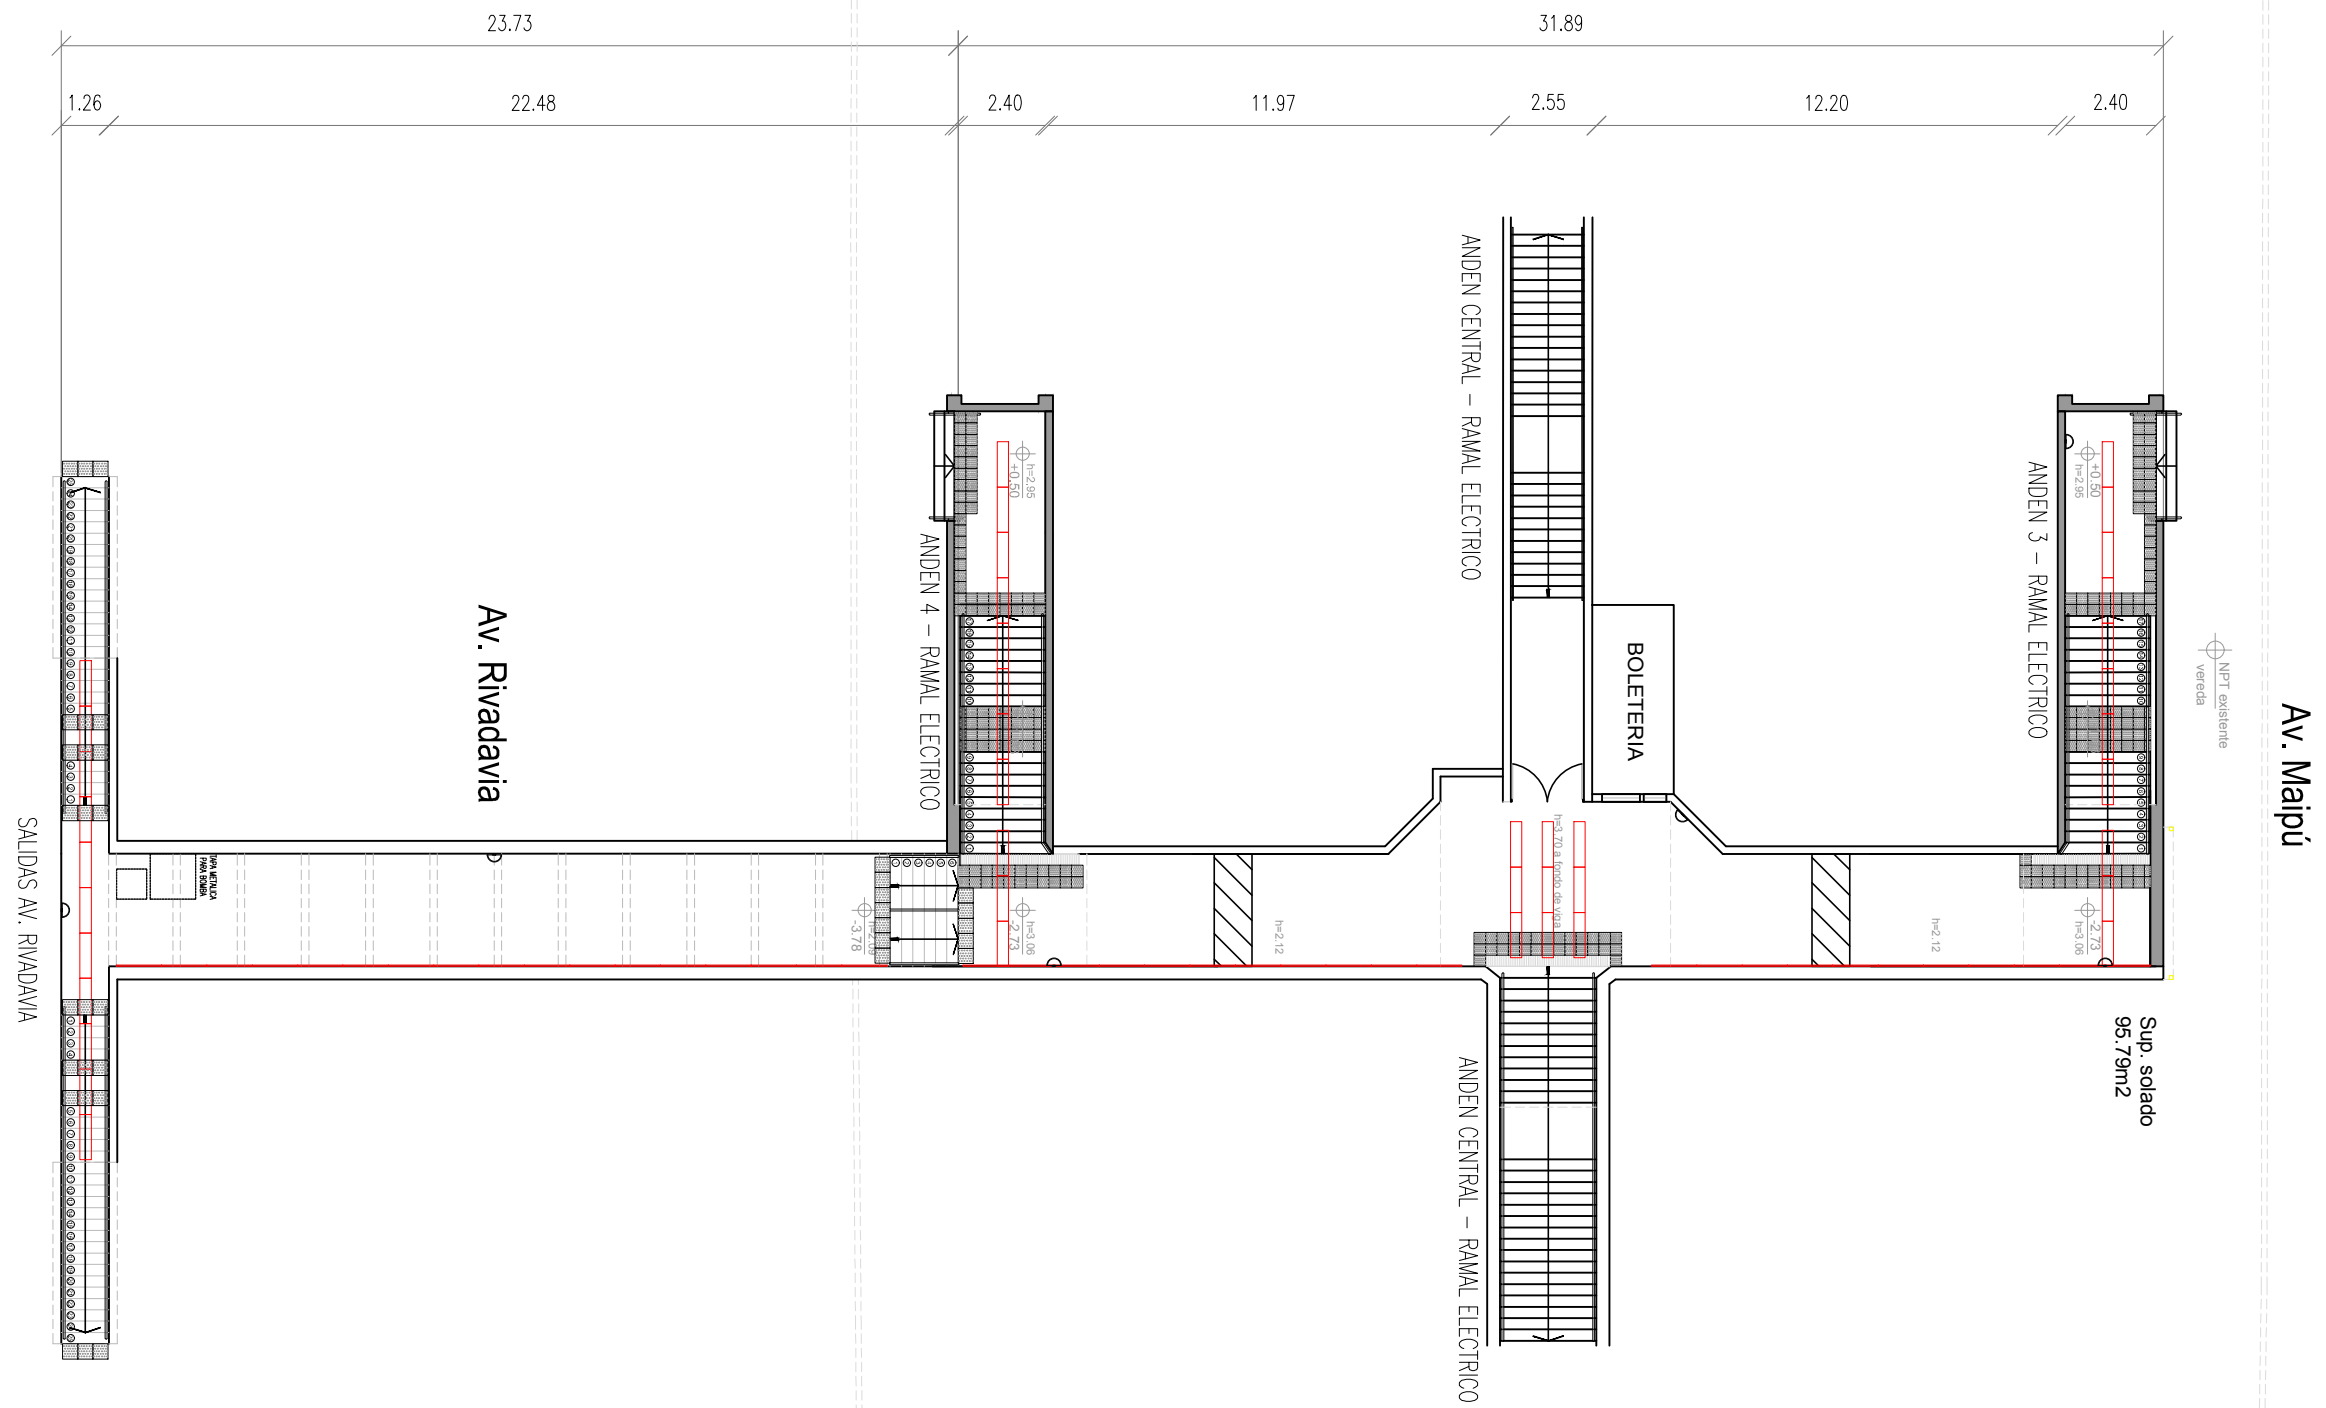 23.73
31.89
1.26
22.48
2.40
11.97
2.55
12.20
2.40
ANDEN CENTRAL - RAMAL ELECTRICO
ANDEN 3 - RAMAL ELECTRICO
ANDEN 4 - RAMAL ELECTRICO
+0.50
h=2.95
+0.50
h=2.95
NPT existente
vereda
Av. Maipú
Av. Rivadavia
BOLETERIA
SALIDAS AV. RIVADAVIA
TAPA METALICA
PARA BOMBA
h=3.70 a fondo de viga
-3.78
h=3.06
-2.73
h=2.12
h=2.12
-2.73
h=3.06
Sup. solado
95.79m2
ANDEN CENTRAL - RAMAL ELECTRICO